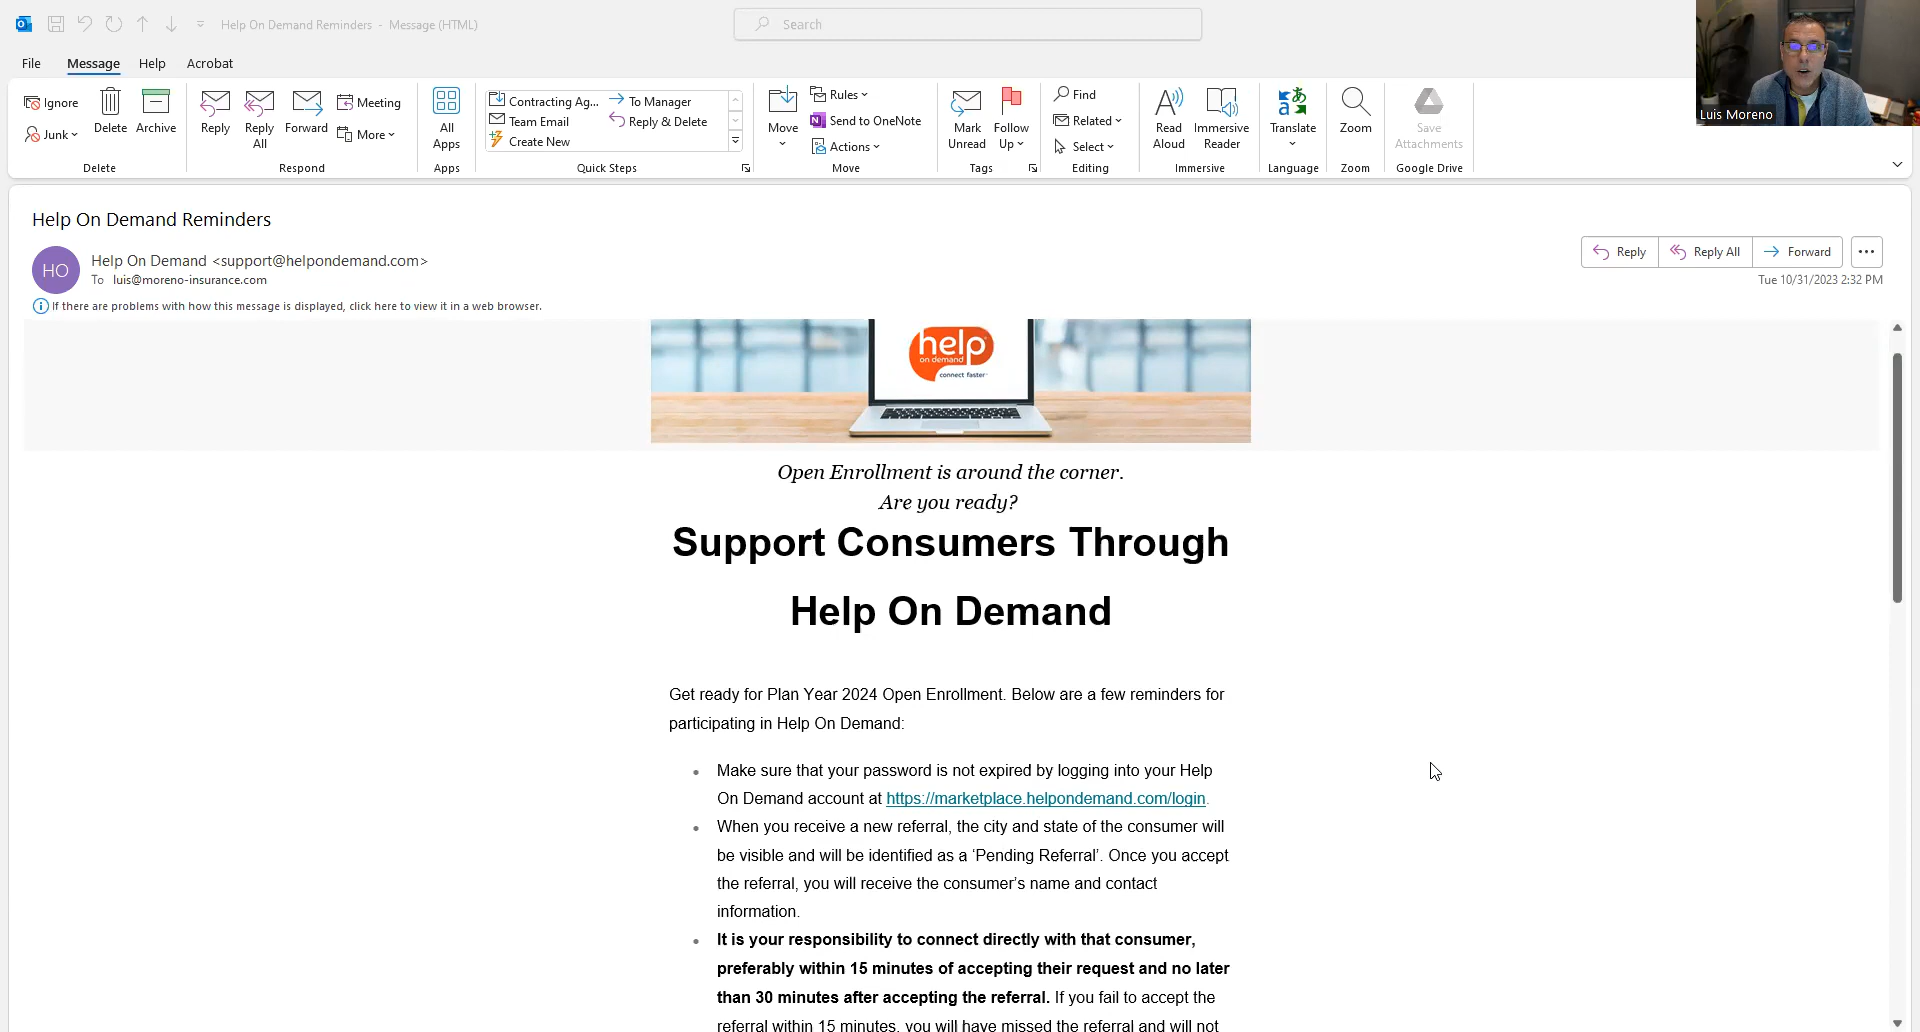 Help On Demand Reminders - Message (HTML)
Search
File Message Help Acrobat
Ignore
Junk
Delete
Archive
Delete
Reply
Reply All
Forward
Meeting
More
Respond
All Apps
Apps
Contracting Ag...
To Manager
Team Email
Reply & Delete
Create New
Quick Steps
Move
Rules
Send to OneNote
Actions
Move
Mark Unread
Follow Up
Tags
Find
Related
Select
Editing
Read Aloud
Immersive Reader
Immersive
Translate
Language
Zoom
Zoom
Save Attachments
Google Drive
Luis Moreno
Help On Demand Reminders
HO
Help On Demand <support@helpondemand.com>
To luis@moreno-insurance.com
Reply Reply All Forward
Tue 10/31/2023 2:32 PM
If there are problems with how this message is displayed, click here to view it in a web browser.
help
on demand
connect faster
Open Enrollment is around the corner.
Are you ready?
Support Consumers Through
Help On Demand
Get ready for Plan Year 2024 Open Enrollment. Below are a few reminders for
participating in Help On Demand:
• Make sure that your password is not expired by logging into your Help
On Demand account at https://marketplace.helpondemand.com/login.
• When you receive a new referral, the city and state of the consumer will
be visible and will be identified as a ‘Pending Referral’. Once you accept
the referral, you will receive the consumer’s name and contact
information.
• It is your responsibility to connect directly with that consumer,
preferably within 15 minutes of accepting their request and no later
than 30 minutes after accepting the referral. If you fail to accept the
referral within 15 minutes, you will have missed the referral and will not